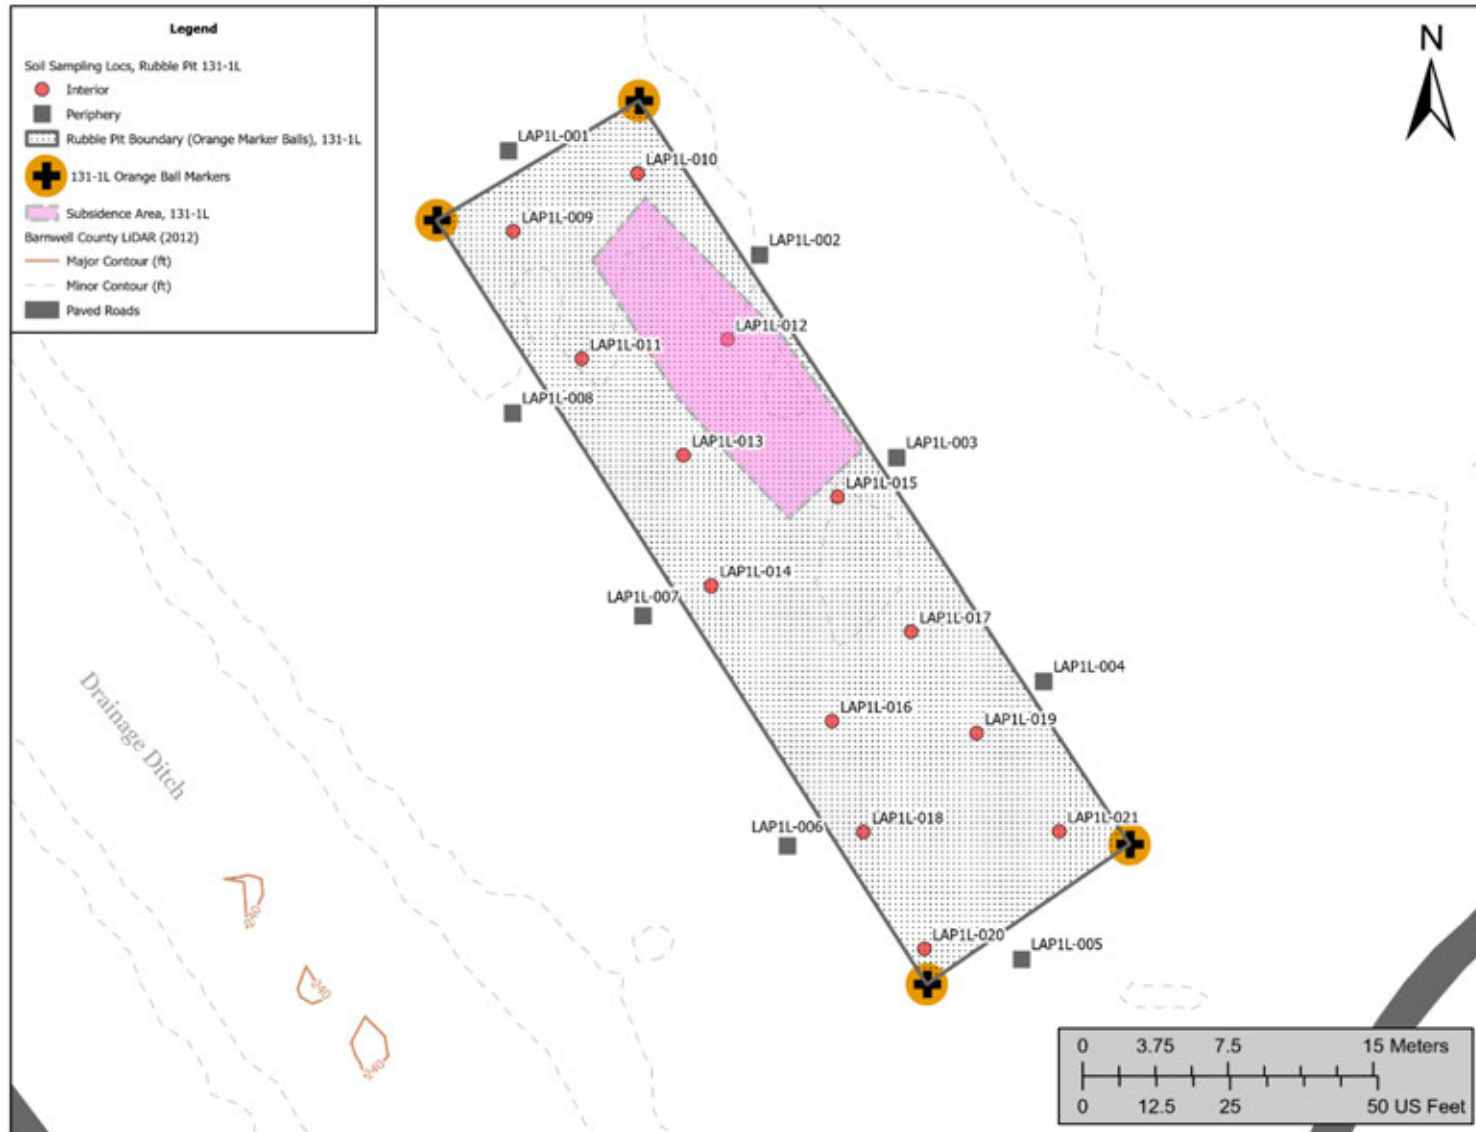 Legend
Soil Sampling Locs, Rubble Pit 131-1L
Interior
Periphery
Rubble Pit Boundary (Orange Marker Balls), 131-1L
131-1L Orange Ball Markers
Subsidence Area, 131-1L
Barnwell County LiDAR (2012)
Major Contour (ft)
Minor Contour (ft)
Paved Roads
N
LAP1L-001
LAP1L-010
LAP1L-009
LAP1L-002
LAP1L-012
LAP1L-011
LAP1L-008
LAP1L-013
LAP1L-003
LAP1L-015
LAP1L-014
LAP1L-007
LAP1L-017
LAP1L-004
LAP1L-016
LAP1L-019
Drainage Ditch
LAP1L-006
LAP1L-018
LAP1L-021
LAP1L-020
LAP1L-005
240
240
240
0 3.75 7.5 15 Meters
0 12.5 25 50 US Feet